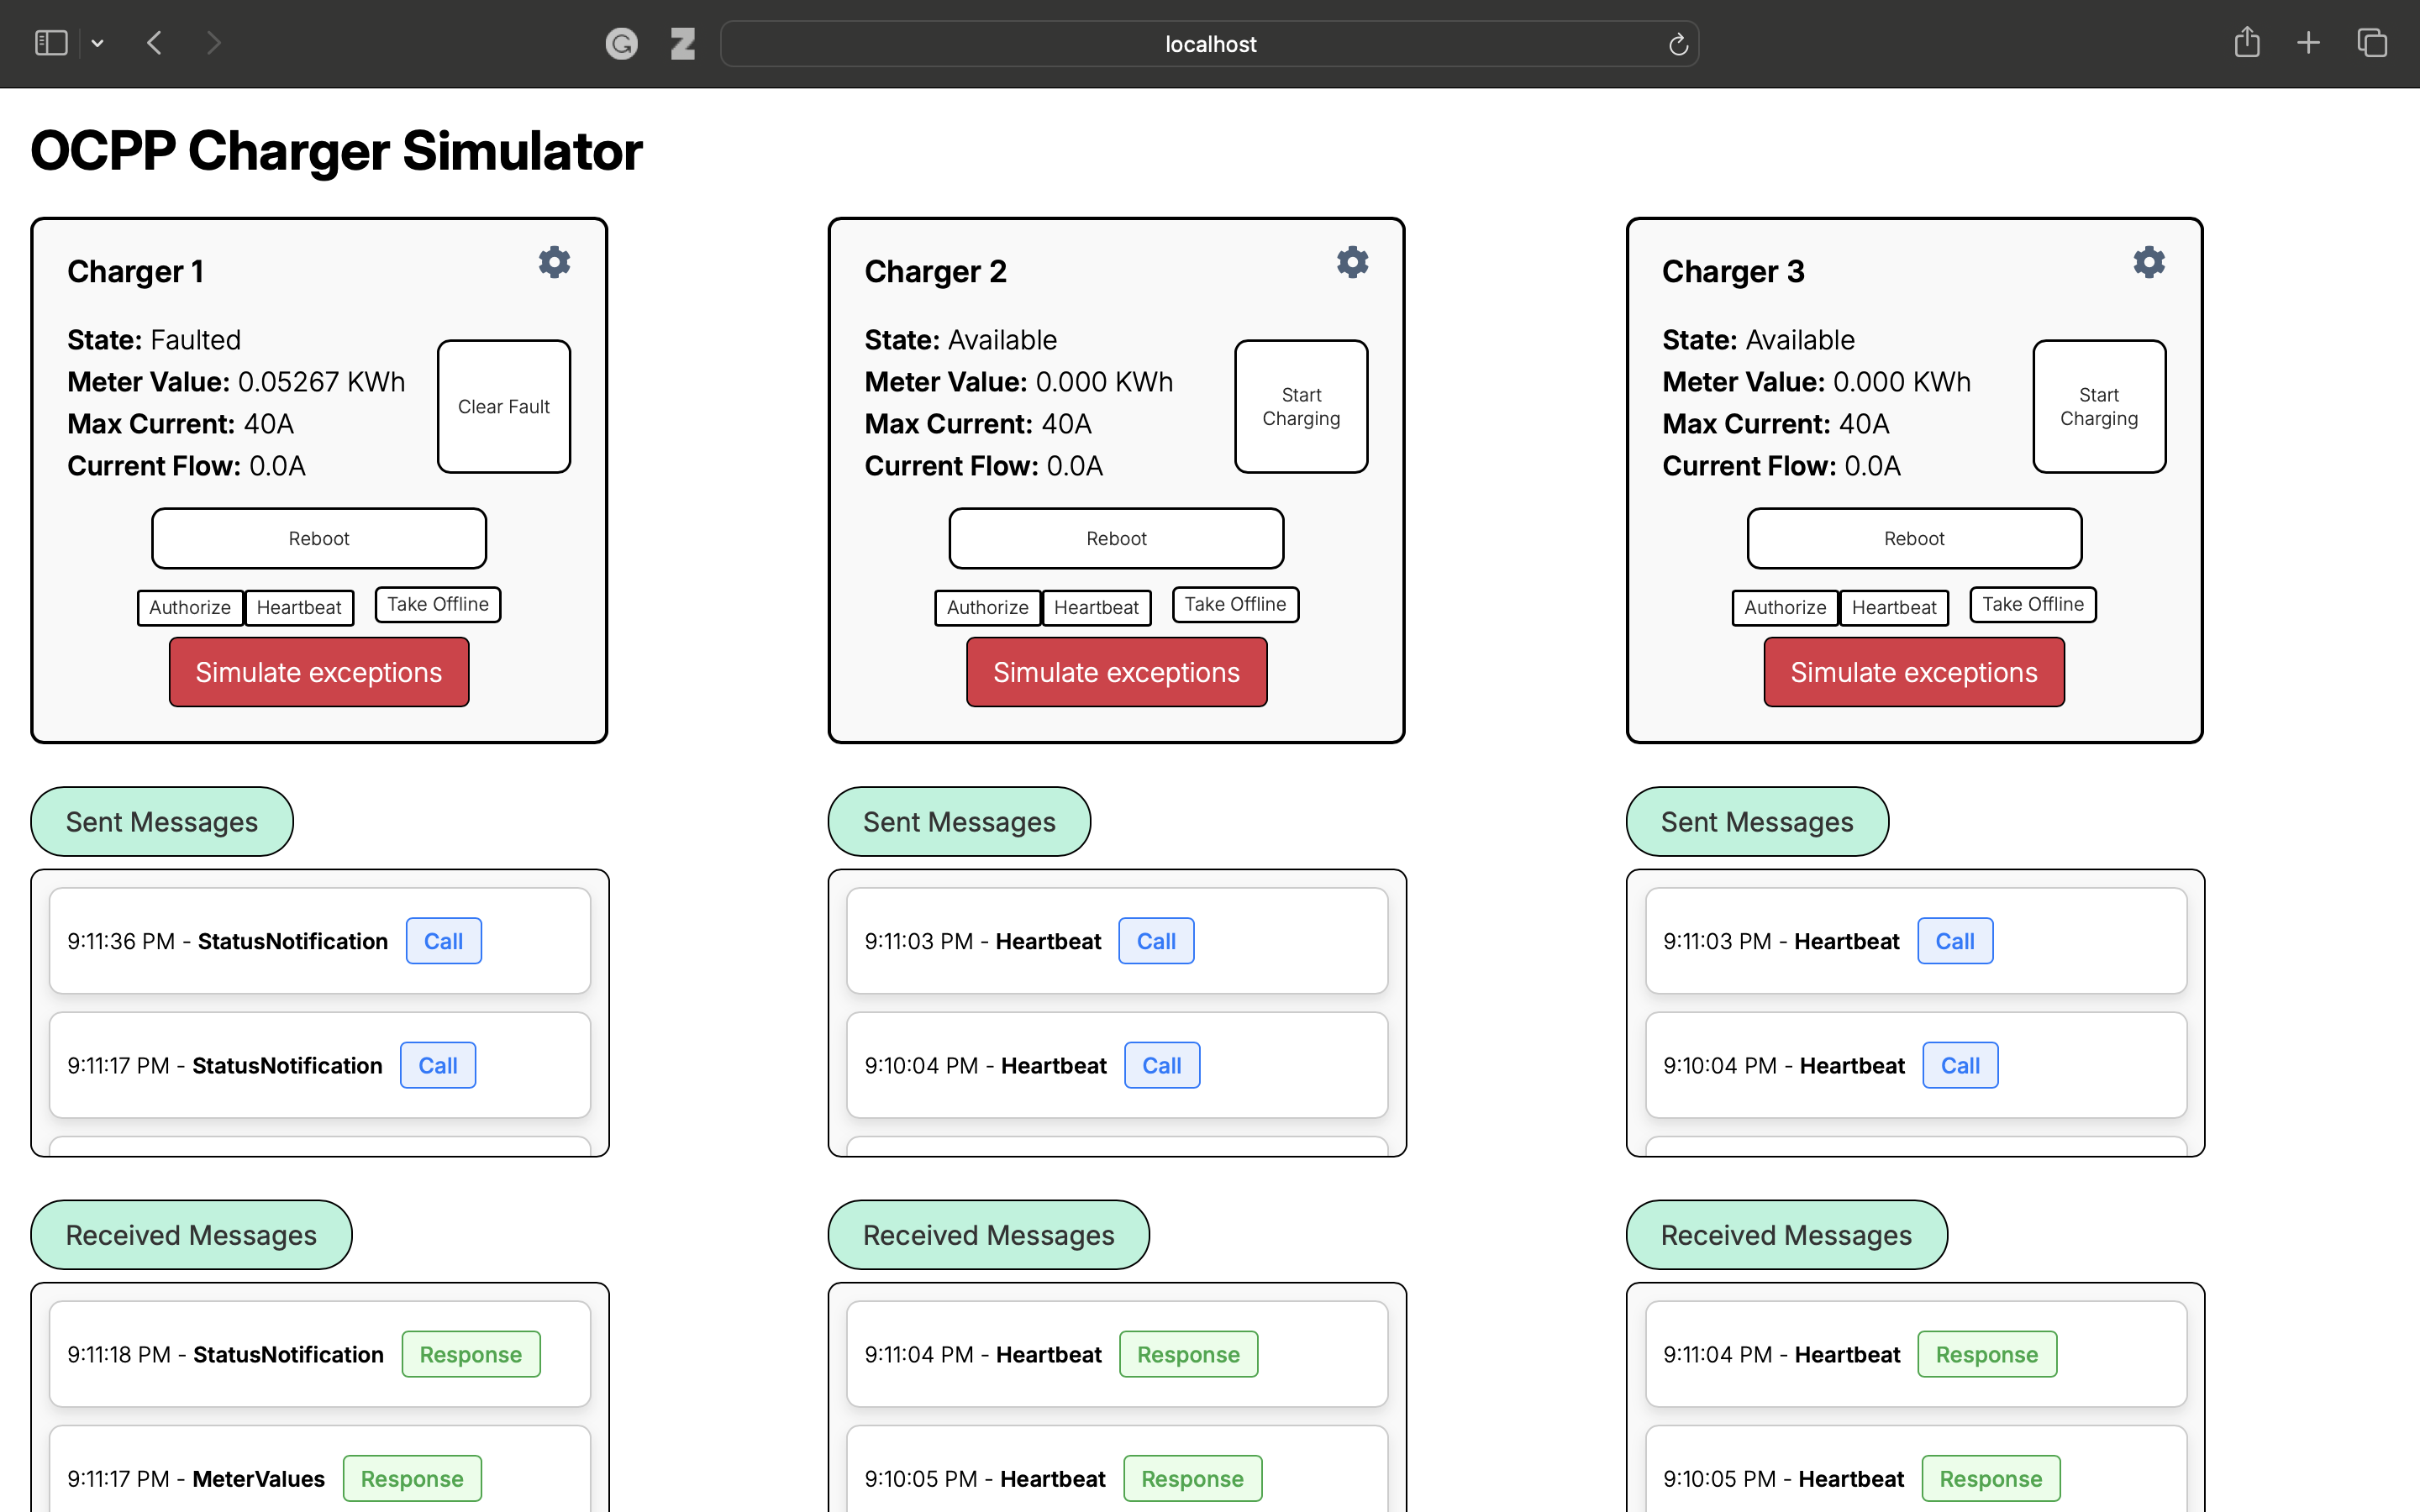 localhost
OCPP Charger Simulator
Charger 1
State: Faulted
Meter Value: 0.05267 KWh
Max Current: 40A
Current Flow: 0.0A
Clear Fault
Reboot
Authorize Heartbeat Take Offline
Simulate exceptions
Charger 2
State: Available
Meter Value: 0.000 KWh
Max Current: 40A
Current Flow: 0.0A
Start
Charging
Reboot
Authorize Heartbeat Take Offline
Simulate exceptions
Charger 3
State: Available
Meter Value: 0.000 KWh
Max Current: 40A
Current Flow: 0.0A
Start
Charging
Reboot
Authorize Heartbeat Take Offline
Simulate exceptions
Sent Messages
9:11:36 PM - StatusNotification Call
9:11:17 PM - StatusNotification Call
Sent Messages
9:11:03 PM - Heartbeat Call
9:10:04 PM - Heartbeat Call
Sent Messages
9:11:03 PM - Heartbeat Call
9:10:04 PM - Heartbeat Call
Received Messages
9:11:18 PM - StatusNotification Response
9:11:17 PM - MeterValues Response
Received Messages
9:11:04 PM - Heartbeat Response
9:10:05 PM - Heartbeat Response
Received Messages
9:11:04 PM - Heartbeat Response
9:10:05 PM - Heartbeat Response